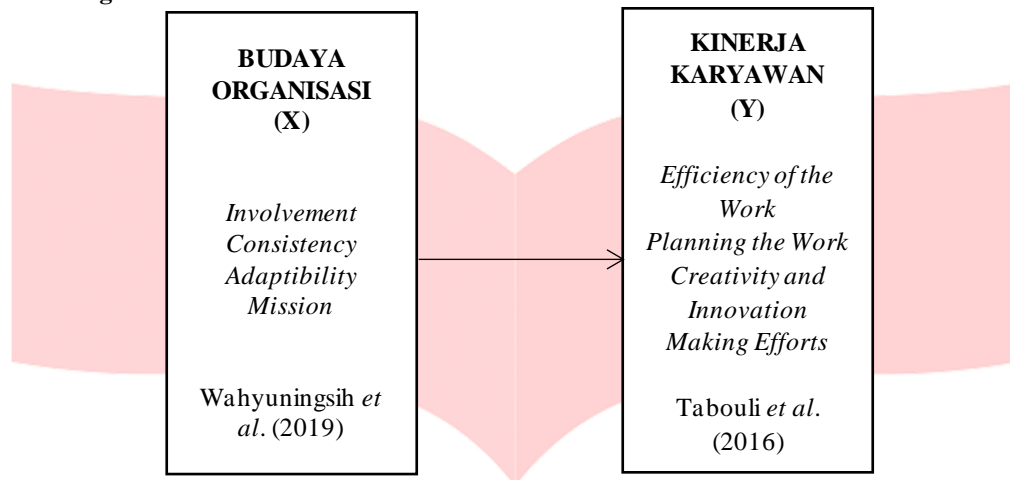 BUDAYA
ORGANISASI
(X)
Involvement
Consistency
Adaptibility
Mission
Wahyuningsih et
al. (2019)
KINERJA
KARYAWAN
(Y)
Efficiency of the
Work
Planning the Work
Creativity and
Innovation
Making Efforts
Tabouli et al.
(2016)